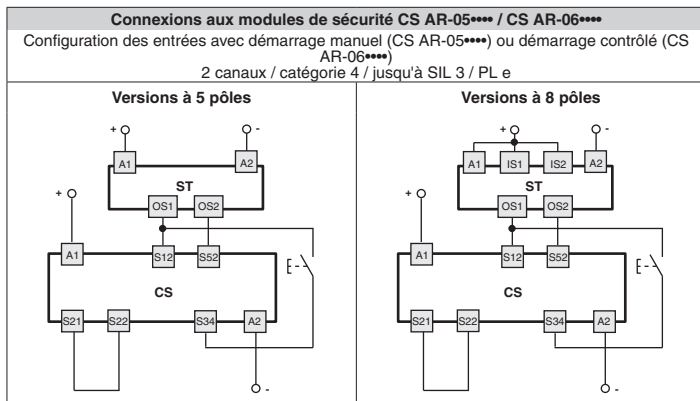 Connexions aux modules de sécurité CS AR-05•••• / CS AR-06••••
Configuration des entrées avec démarrage manuel (CS AR-05••••) ou démarrage contrôlé (CS
AR-06••••)
2 canaux / catégorie 4 / jusqu'à SIL 3 / PL e
Versions à 5 pôles
+ -
A1 A2
ST
OS1 OS2
+
A1 S12 S52
CS
S21 S22 S34 A2
-
Versions à 8 pôles
+ -
A1 IS1 IS2 A2
ST
OS1 OS2
+
A1 S12 S52
CS
S21 S22 S34 A2
-